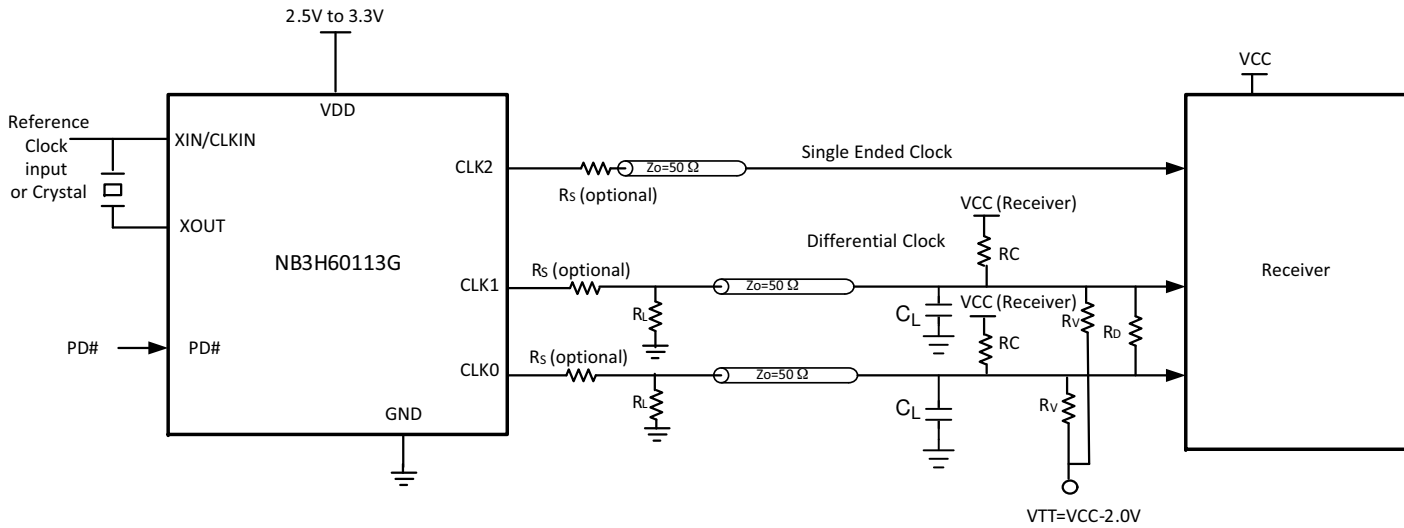 2.5V to 3.3V
VCC
VDD
Reference
Clock
input
or Crystal
XIN/CLKIN
XOUT
CLK2
Zo=50 Ω
Single Ended Clock
RS (optional)
VCC (Receiver)
Differential Clock
RC
NB3H60113G
RS (optional)
CLK1
Zo=50 Ω
Receiver
RL
CL
VCC (Receiver)
RV
RD
PD#
PD#
RS (optional)
RC
CLK0
Zo=50 Ω
RL
CL
RV
GND
VTT=VCC-2.0V